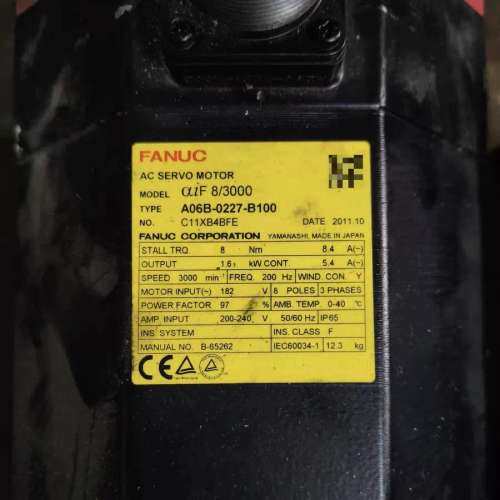 FANUC
AC SERVO MOTOR
MODEL αiF 8/3000
TYPE A06B-0227-B100
NO. C11XB4BFE DATE 2011.10
FANUC CORPORATION YAMANASHI, MADE IN JAPAN
STALL TRQ. 8 Nm 8.4 A(~)
OUTPUT 1.6 kW CONT. 5.4 A(~)
SPEED 3000 min⁻¹ FREQ. 200 Hz WIND. CON. Y
MOTOR INPUT(~) 182 V 8 POLES 3 PHASES
POWER FACTOR 97 % AMB. TEMP. 0-40 °C
AMP. INPUT 200-240 V 50/60 Hz IP65
INS. SYSTEM INS. CLASS F
MANUAL NO. B-65262 IEC60034-1 12.3 kg
CE